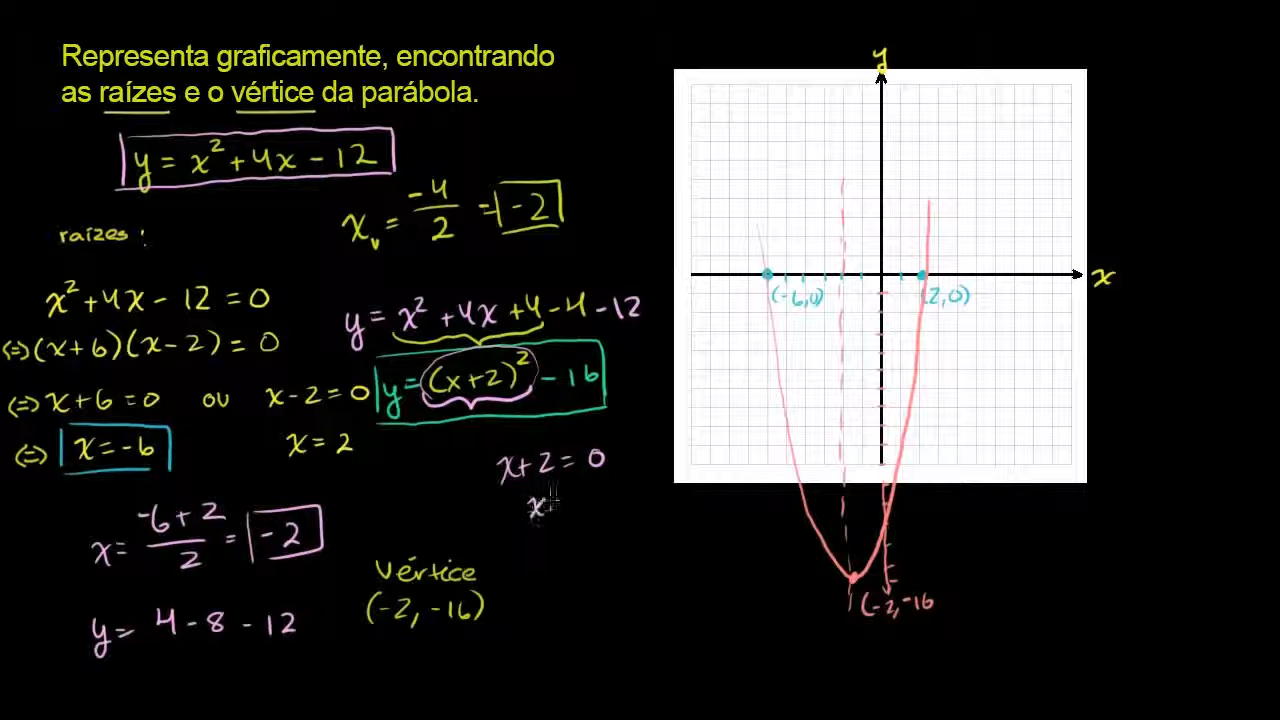 Representa graficamente, encontrando
as raízes e o vértice da parábola.
y = x² + 4x - 12
x_v = -4/2 = -2
raízes:
x² + 4x - 12 = 0
⇔ (x + 6)(x - 2) = 0
⇔ x + 6 = 0 ou x - 2 = 0
⇔ x = -6 x = 2
y = x² + 4x + 4 - 4 - 12
y = (x + 2)² - 16
x + 2 = 0
x
x = (-6 + 2)/2 = -2
y = 4 - 8 - 12
Vértice
(-2, -16)
y
x
(-6,0)
(2,0)
(-2,-16